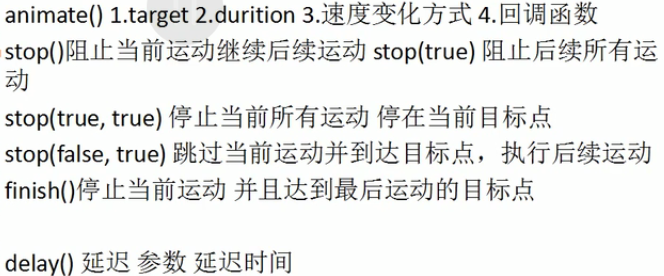 animate() 1.target 2.durition 3.速度变化方式 4.回调函数
stop()阻止当前运动继续后续运动 stop(true) 阻止后续所有运
动
stop(true, true) 停止当前所有运动 停在当前目标点
stop(false, true) 跳过当前运动并到达目标点，执行后续运动
finish()停止当前运动 并且达到最后运动的目标点
delay() 延迟 参数 延迟时间